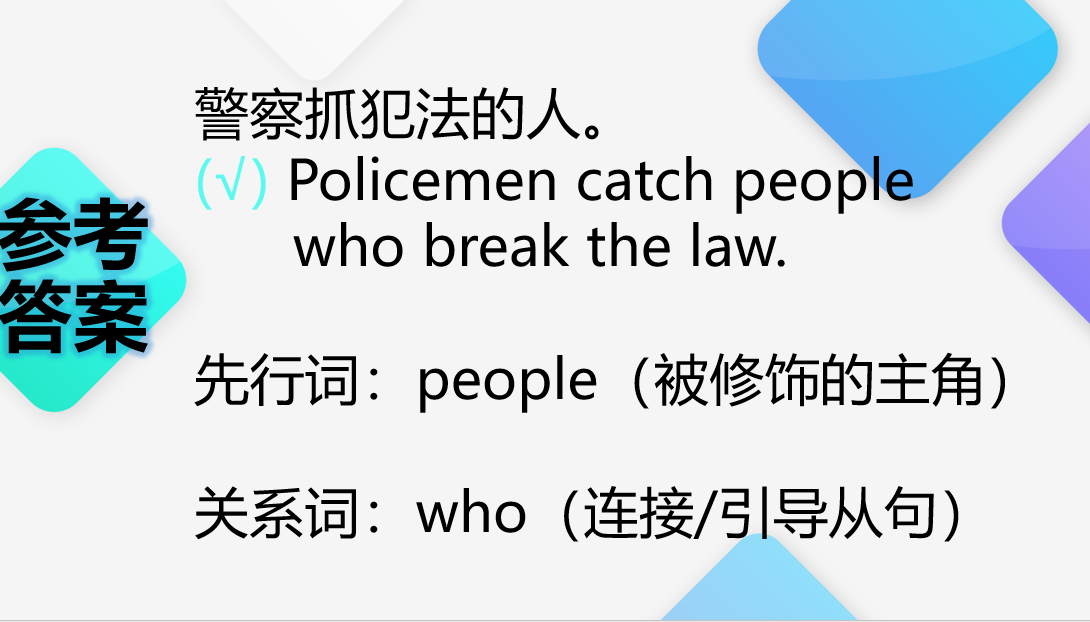 参考
答案
警察抓犯法的人。
(√) Policemen catch people
who break the law.
先行词：people（被修饰的主角）
关系词：who（连接/引导从句）